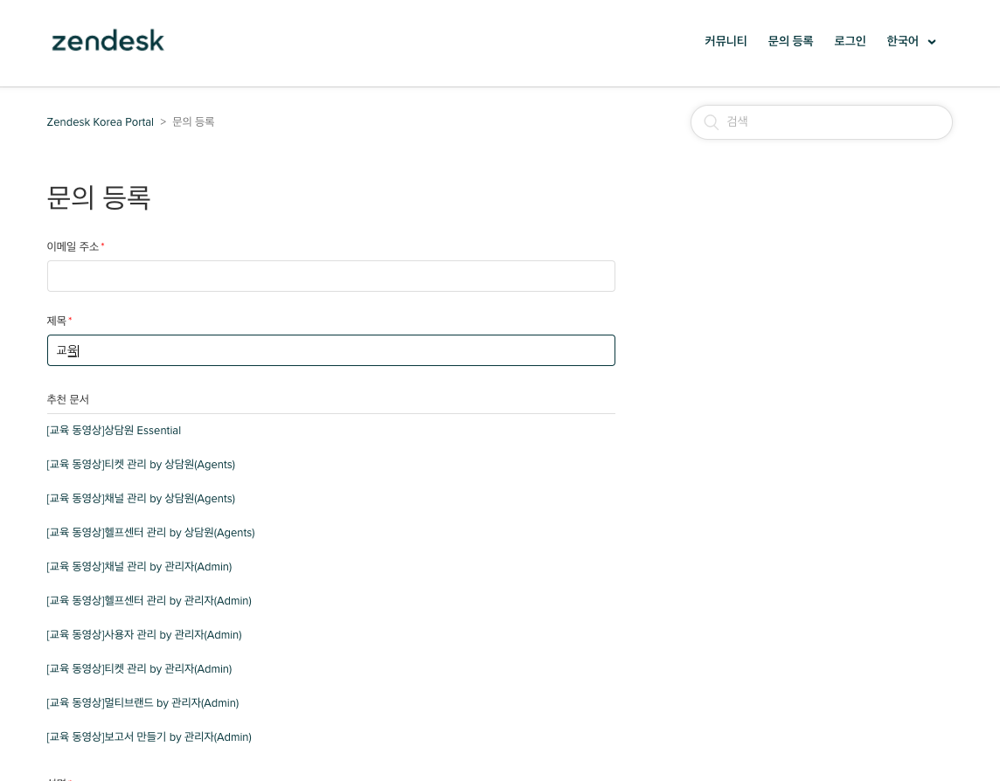 zendesk
커뮤니티 문의 등록 로그인 한국어
Zendesk Korea Portal > 문의 등록
검색
문의 등록
이메일 주소*
제목*
교육
추천 문서
[교육 동영상]상담원 Essential
[교육 동영상]티켓 관리 by 상담원(Agents)
[교육 동영상]채널 관리 by 상담원(Agents)
[교육 동영상]헬프센터 관리 by 상담원(Agents)
[교육 동영상]채널 관리 by 관리자(Admin)
[교육 동영상]헬프센터 관리 by 관리자(Admin)
[교육 동영상]사용자 관리 by 관리자(Admin)
[교육 동영상]티켓 관리 by 관리자(Admin)
[교육 동영상]멀티브랜드 by 관리자(Admin)
[교육 동영상]보고서 만들기 by 관리자(Admin)